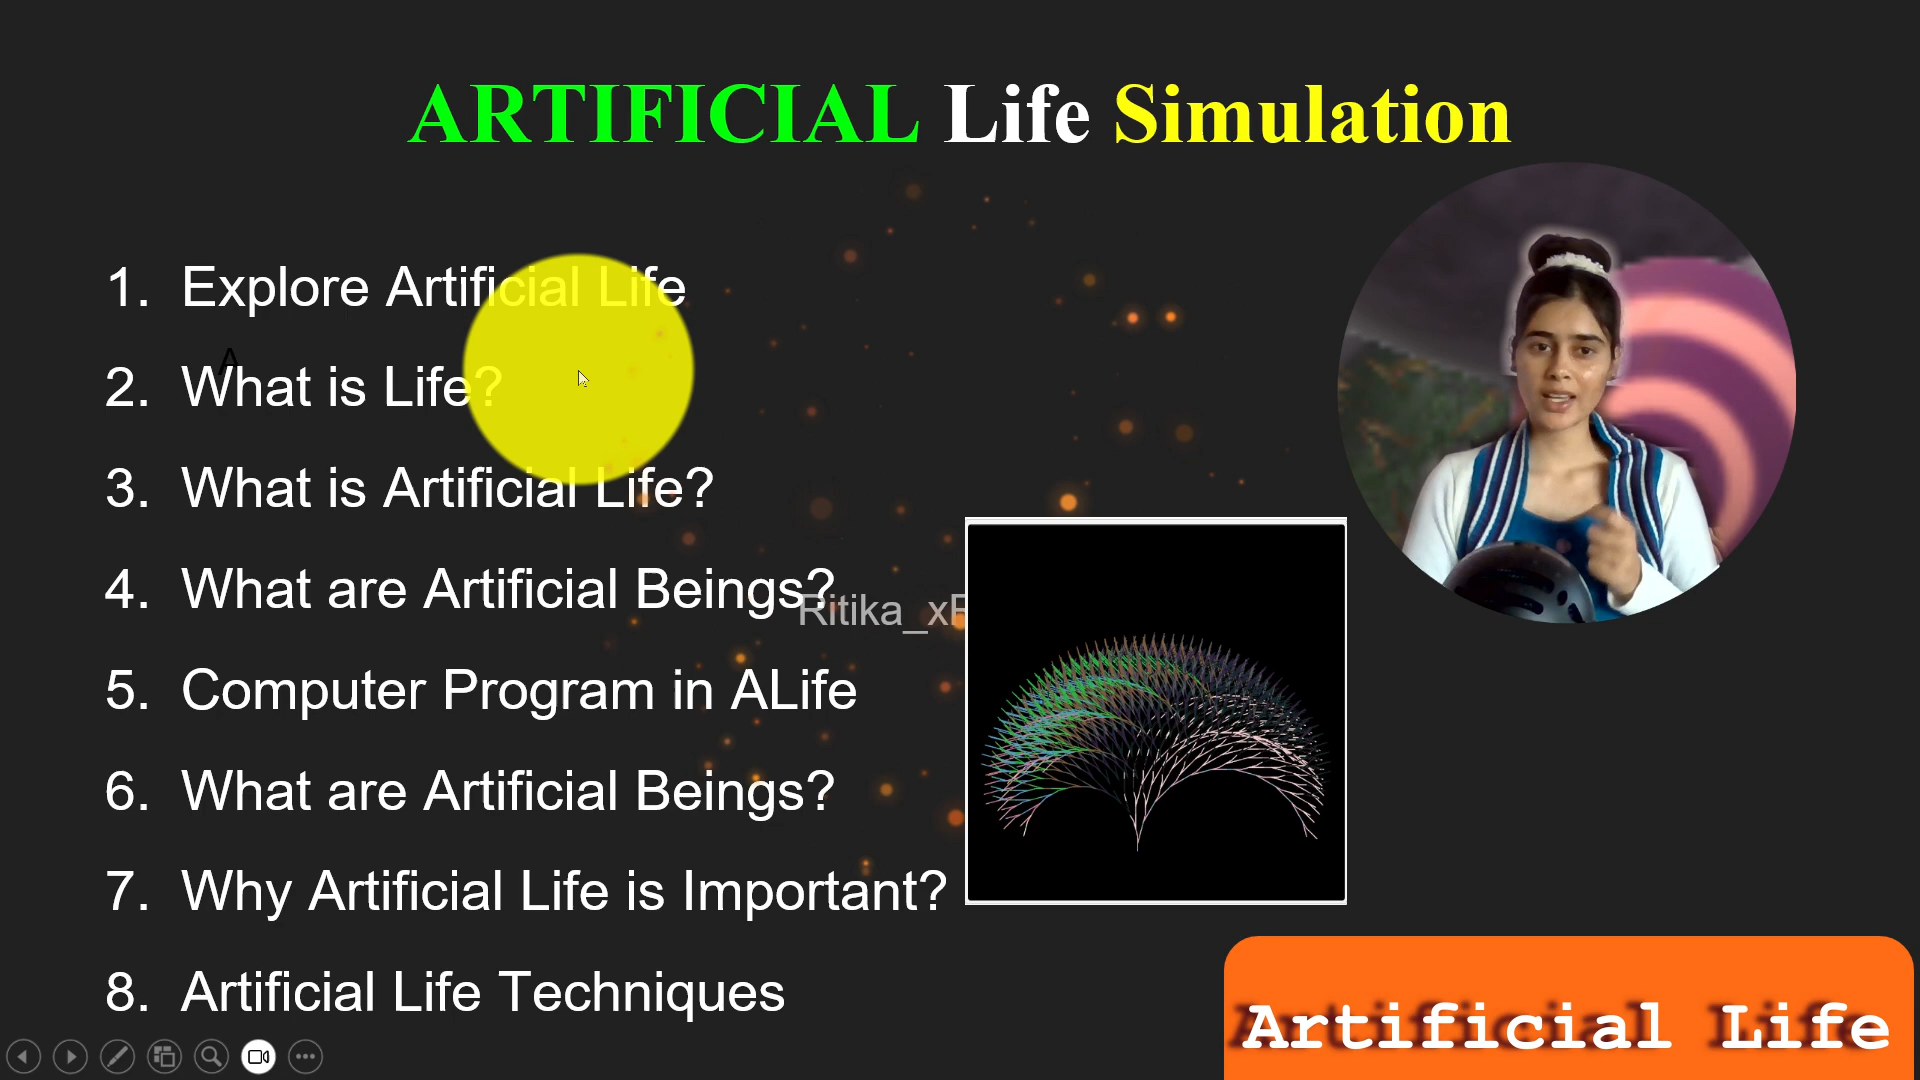 ARTIFICIAL Life Simulation
1. Explore Artificial Life
^
2. What is Life?
3. What is Artificial Life?
4. What are Artificial Beings?
Ritika_x
5. Computer Program in ALife
6. What are Artificial Beings?
7. Why Artificial Life is Important?
8. Artificial Life Techniques
Artificial Life